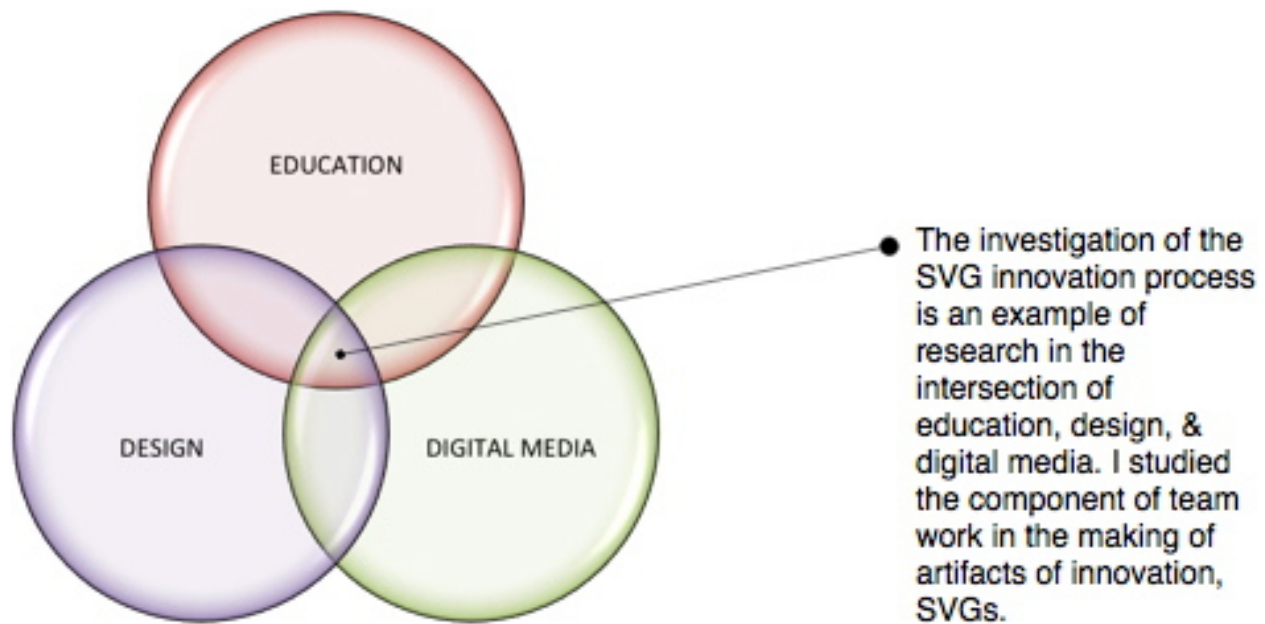 EDUCATION
DESIGN
DIGITAL MEDIA
The investigation of the
SVG innovation process
is an example of
research in the
intersection of
education, design, &
digital media. I studied
the component of team
work in the making of
artifacts of innovation,
SVGs.